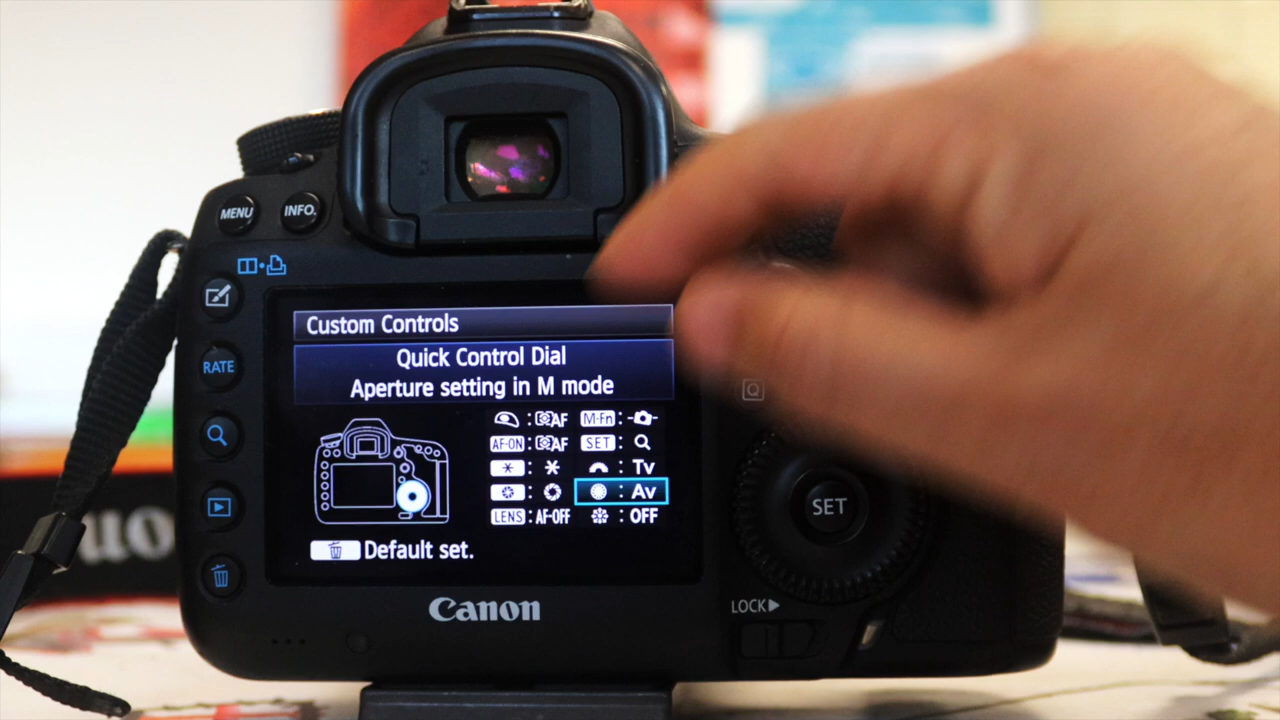 MENU
INFO.
RATE
Custom Controls
Quick Control Dial
Aperture setting in M mode
AF M-Fn :
AF-ON : AF SET :
: : Tv
: : Av
LENS : AF-OFF : OFF
Default set.
Q
SET
LOCK
Canon
uo